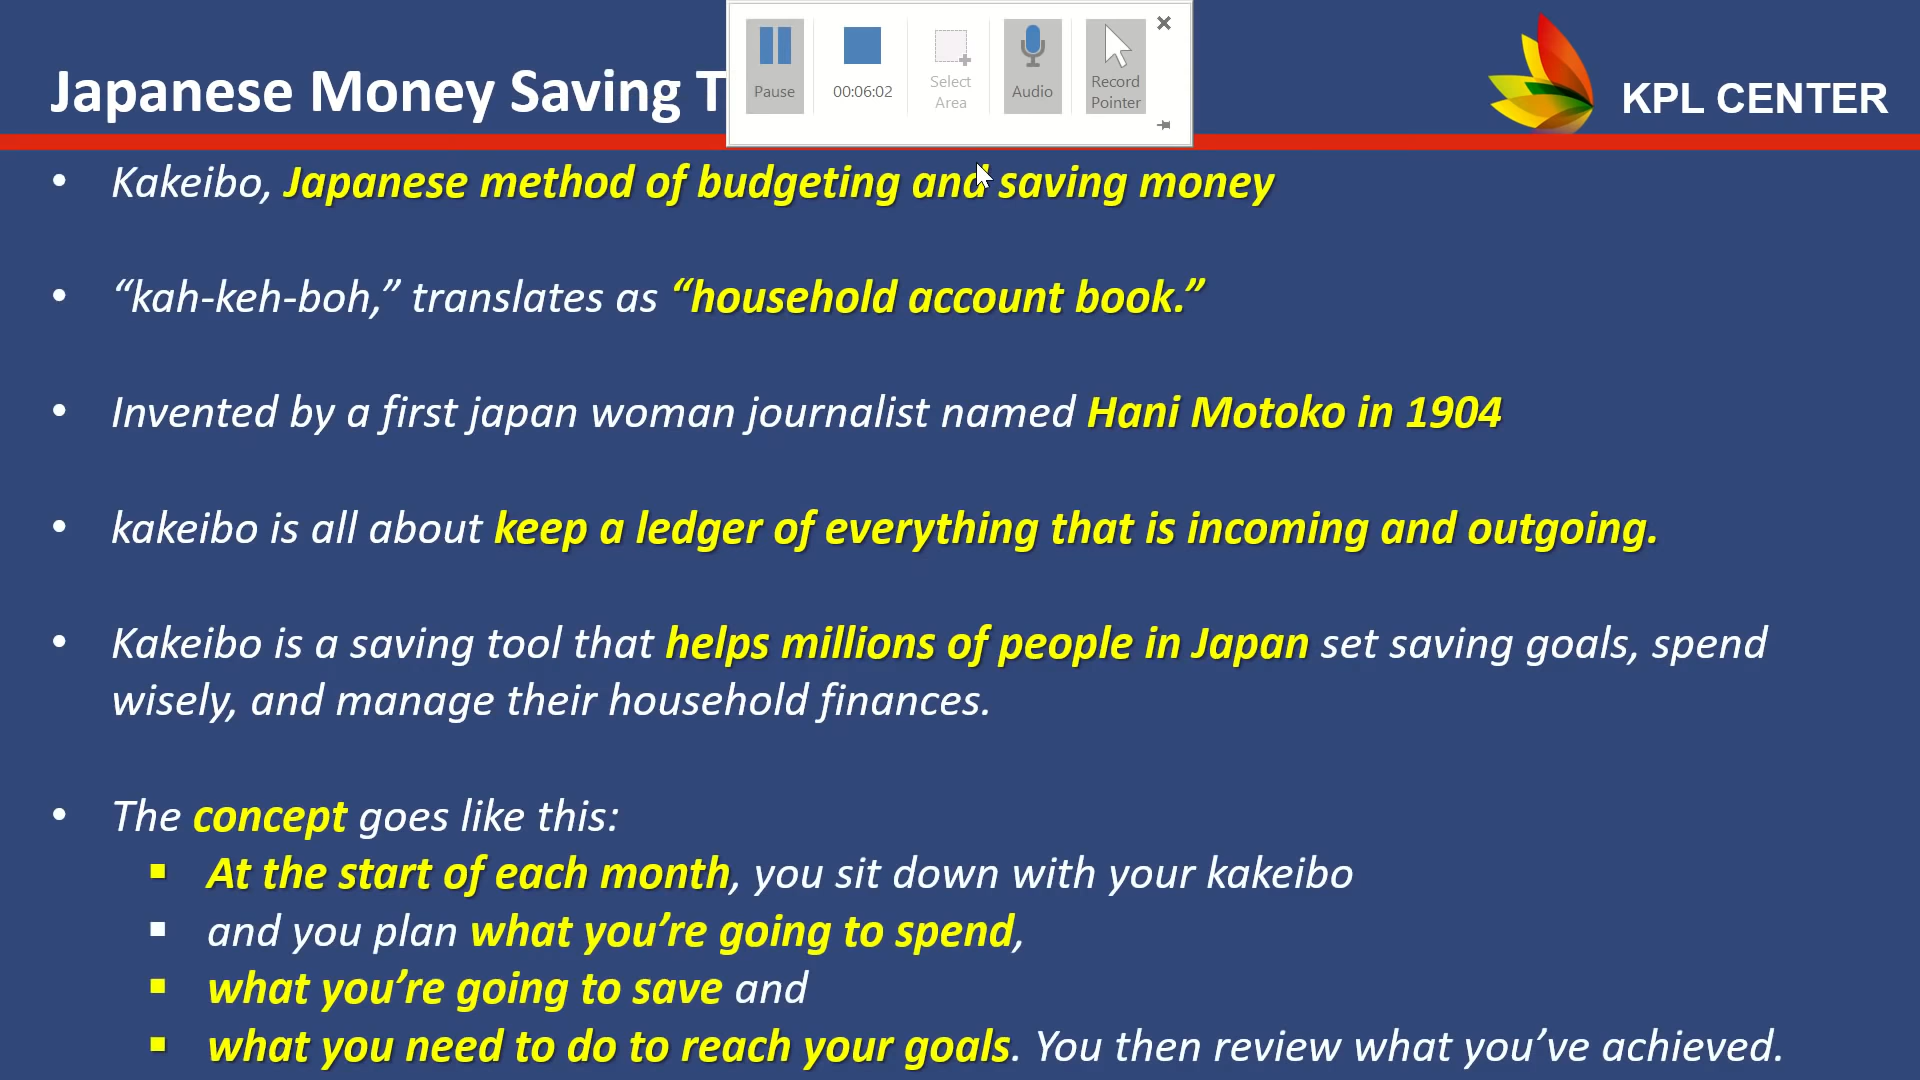 Japanese Money Saving T
Pause
00:06:02
Select
Area
Audio
Record
Pointer
KPL CENTER
• Kakeibo, Japanese method of budgeting and saving money
• “kah-keh-boh,” translates as “household account book.”
• Invented by a first japan woman journalist named Hani Motoko in 1904
• kakeibo is all about keep a ledger of everything that is incoming and outgoing.
• Kakeibo is a saving tool that helps millions of people in Japan set saving goals, spend
wisely, and manage their household finances.
• The concept goes like this:
▪ At the start of each month, you sit down with your kakeibo
▪ and you plan what you’re going to spend,
▪ what you’re going to save and
▪ what you need to do to reach your goals. You then review what you’ve achieved.